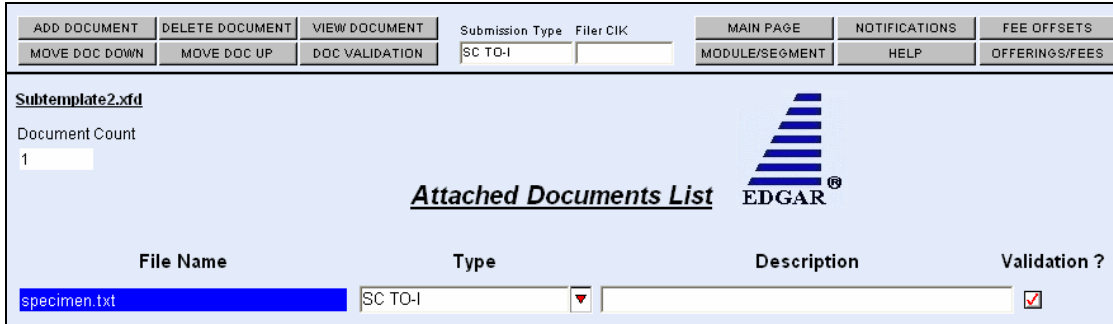 ADD DOCUMENT DELETE DOCUMENT VIEW DOCUMENT Submission Type Filer CIK MAIN PAGE NOTIFICATIONS FEE OFFSETS
MOVE DOC DOWN MOVE DOC UP DOC VALIDATION SC TO-I MODULE/SEGMENT HELP OFFERINGS/FEES
Subtemplate2.xfd
Document Count
1
Attached Documents List
EDGAR ®
File Name Type Description Validation ?
specimen.txt SC TO-I